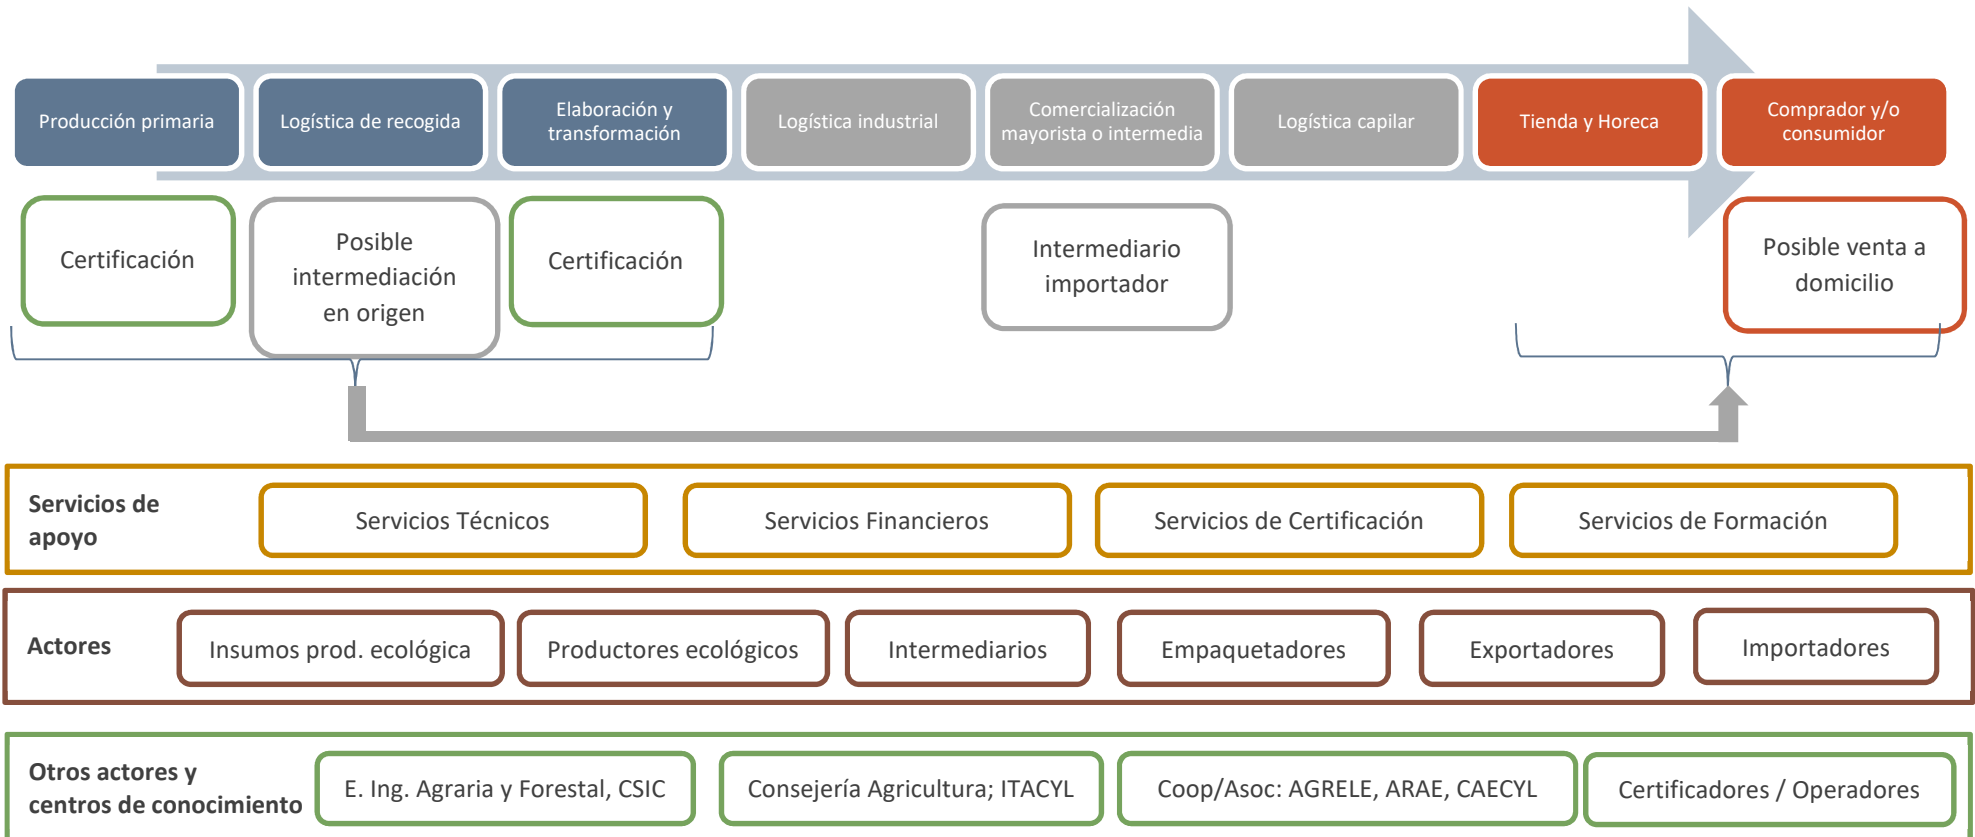 Producción primaria
Logística de recogida
Elaboración y
transformación
Logística industrial
Comercialización
mayorista o intermedia
Logística capilar
Tienda y Horeca
Comprador y/o
consumidor
Certificación
Posible
intermediación
en origen
Certificación
Intermediario
importador
Posible venta a
domicilio
Servicios de
apoyo
Servicios Técnicos
Servicios Financieros
Servicios de Certificación
Servicios de Formación
Actores
Insumos prod. ecológica
Productores ecológicos
Intermediarios
Empaquetadores
Exportadores
Importadores
Otros actores y
centros de conocimiento
E. Ing. Agraria y Forestal, CSIC
Consejería Agricultura; ITACYL
Coop/Asoc: AGRELE, ARAE, CAECYL
Certificadores / Operadores